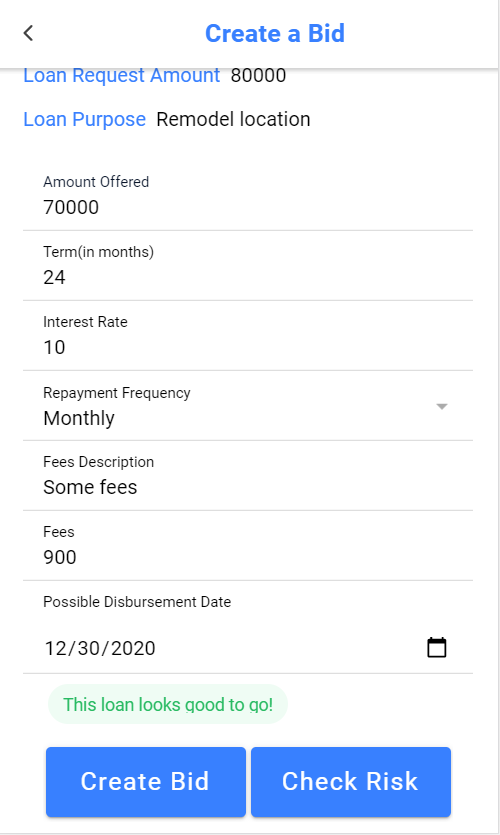 Create a Bid
Loan Request Amount 80000
Loan Purpose Remodel location
Amount Offered
70000
Term(in months)
24
Interest Rate
10
Repayment Frequency
Monthly
Fees Description
Some fees
Fees
900
Possible Disbursement Date
12/30/2020
This loan looks good to go!
Create Bid Check Risk